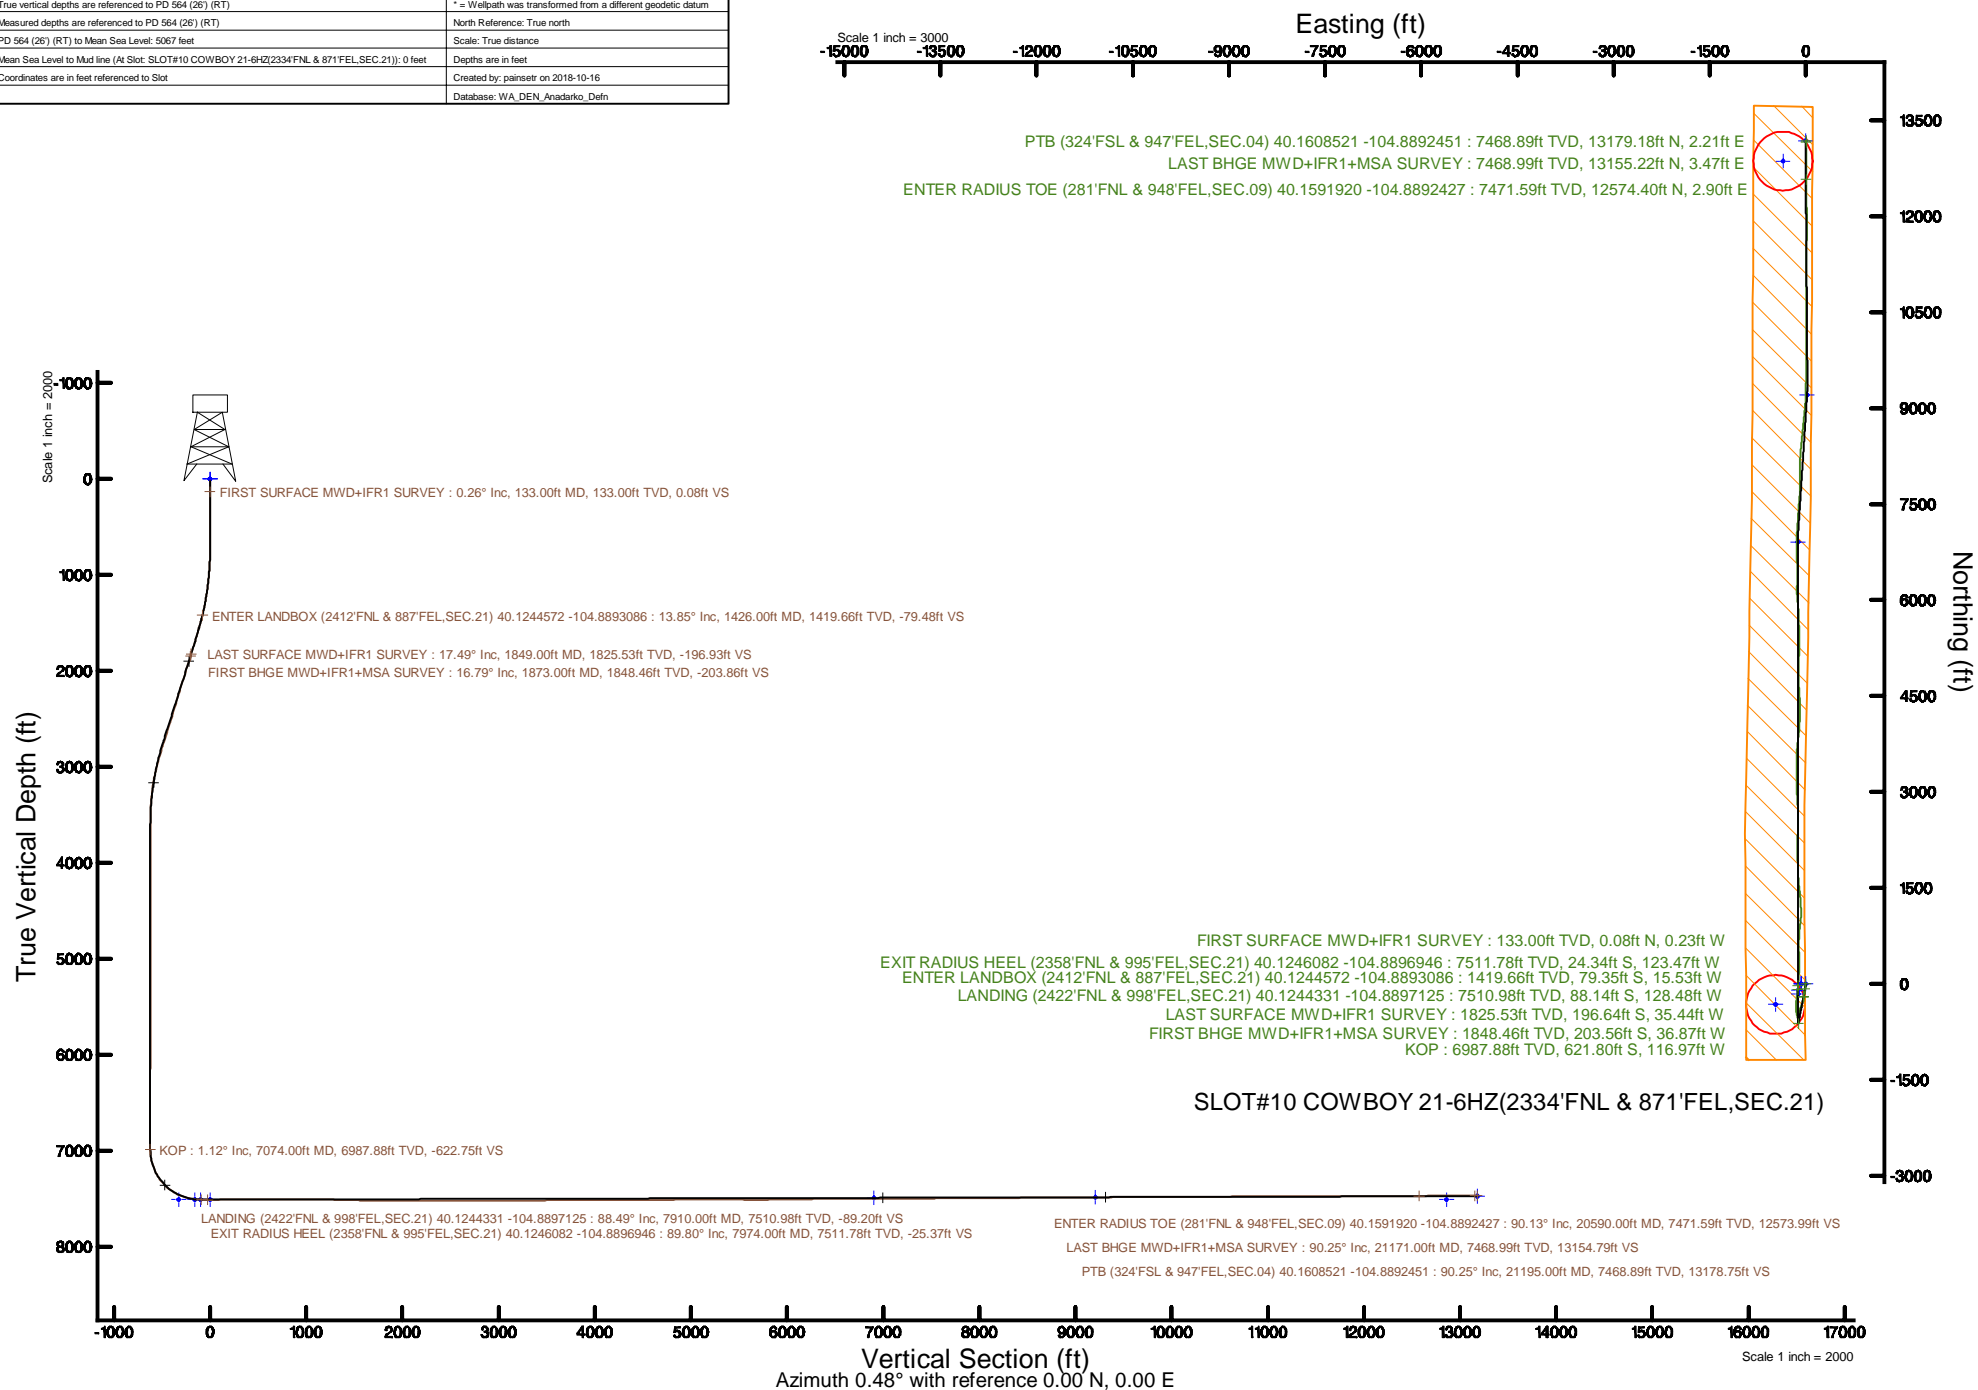 True vertical depths are referenced to PD 564 (26') (RT)
* = Wellpath was transformed from a different geodetic datum
Measured depths are referenced to PD 564 (26') (RT)
North Reference: True north
PD 564 (26') (RT) to Mean Sea Level: 5067 feet
Scale: True distance
Mean Sea Level to Mud line (At Slot: SLOT#10 COWBOY 21-6HZ(2334'FNL & 871'FEL,SEC.21)): 0 feet
Depths are in feet
Coordinates are in feet referenced to Slot
Created by: painsetr on 2018-10-16
Database: WA_DEN_Anadarko_Defn
Easting (ft)
Scale 1 inch = 3000
-15000 -13500 -12000 -10500 -9000 -7500 -6000 -4500 -3000 -1500 0
PTB (324'FSL & 947'FEL,SEC.04) 40.1608521 -104.8892451 : 7468.89ft TVD, 13179.18ft N, 2.21ft E
LAST BHGE MWD+IFR1+MSA SURVEY : 7468.99ft TVD, 13155.22ft N, 3.47ft E
ENTER RADIUS TOE (281'FNL & 948'FEL,SEC.09) 40.1591920 -104.8892427 : 7471.59ft TVD, 12574.40ft N, 2.90ft E
13500
12000
10500
9000
7500
6000
4500
3000
1500
0
-1500
-3000
Northing (ft)
Scale 1 inch = 2000
-1000
0
1000
2000
3000
4000
5000
6000
7000
8000
True Vertical Depth (ft)
FIRST SURFACE MWD+IFR1 SURVEY : 0.26° Inc, 133.00ft MD, 133.00ft TVD, 0.08ft VS
ENTER LANDBOX (2412'FNL & 887'FEL,SEC.21) 40.1244572 -104.8893086 : 13.85° Inc, 1426.00ft MD, 1419.66ft TVD, -79.48ft VS
LAST SURFACE MWD+IFR1 SURVEY : 17.49° Inc, 1849.00ft MD, 1825.53ft TVD, -196.93ft VS
FIRST BHGE MWD+IFR1+MSA SURVEY : 16.79° Inc, 1873.00ft MD, 1848.46ft TVD, -203.86ft VS
FIRST SURFACE MWD+IFR1 SURVEY : 133.00ft TVD, 0.08ft N, 0.23ft W
EXIT RADIUS HEEL (2358'FNL & 995'FEL,SEC.21) 40.1246082 -104.8896946 : 7511.78ft TVD, 24.34ft S, 123.47ft W
ENTER LANDBOX (2412'FNL & 887'FEL,SEC.21) 40.1244572 -104.8893086 : 1419.66ft TVD, 79.35ft S, 15.53ft W
LANDING (2422'FNL & 998'FEL,SEC.21) 40.1244331 -104.8897125 : 7510.98ft TVD, 88.14ft S, 128.48ft W
LAST SURFACE MWD+IFR1 SURVEY : 1825.53ft TVD, 196.64ft S, 35.44ft W
FIRST BHGE MWD+IFR1+MSA SURVEY : 1848.46ft TVD, 203.56ft S, 36.87ft W
KOP : 6987.88ft TVD, 621.80ft S, 116.97ft W
SLOT#10 COWBOY 21-6HZ(2334'FNL & 871'FEL,SEC.21)
KOP : 1.12° Inc, 7074.00ft MD, 6987.88ft TVD, -622.75ft VS
LANDING (2422'FNL & 998'FEL,SEC.21) 40.1244331 -104.8897125 : 88.49° Inc, 7910.00ft MD, 7510.98ft TVD, -89.20ft VS
EXIT RADIUS HEEL (2358'FNL & 995'FEL,SEC.21) 40.1246082 -104.8896946 : 89.80° Inc, 7974.00ft MD, 7511.78ft TVD, -25.37ft VS
ENTER RADIUS TOE (281'FNL & 948'FEL,SEC.09) 40.1591920 -104.8892427 : 90.13° Inc, 20590.00ft MD, 7471.59ft TVD, 12573.99ft VS
LAST BHGE MWD+IFR1+MSA SURVEY : 90.25° Inc, 21171.00ft MD, 7468.99ft TVD, 13154.79ft VS
PTB (324'FSL & 947'FEL,SEC.04) 40.1608521 -104.8892451 : 90.25° Inc, 21195.00ft MD, 7468.89ft TVD, 13178.75ft VS
-1000 0 1000 2000 3000 4000 5000 6000 7000 8000 9000 10000 11000 12000 13000 14000 15000 16000 17000
Vertical Section (ft)
Scale 1 inch = 2000
Azimuth 0.48° with reference 0.00 N, 0.00 E